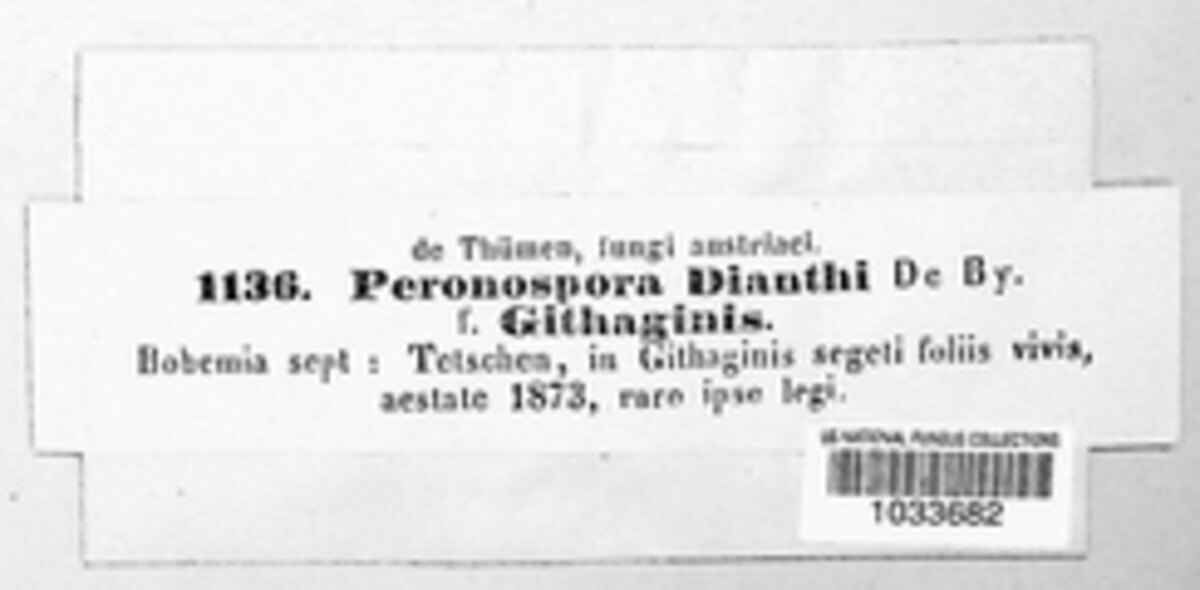 de Thümen, fungi austriaci.
1136. Peronospora Dianthi De By.
f. Githaginis.
Bohemia sept : Tetschen, in Githaginis segeti foliis vivis,
aestate 1873, raro ipse legi.
US NATIONAL FUNGUS COLLECTIONS
1033682